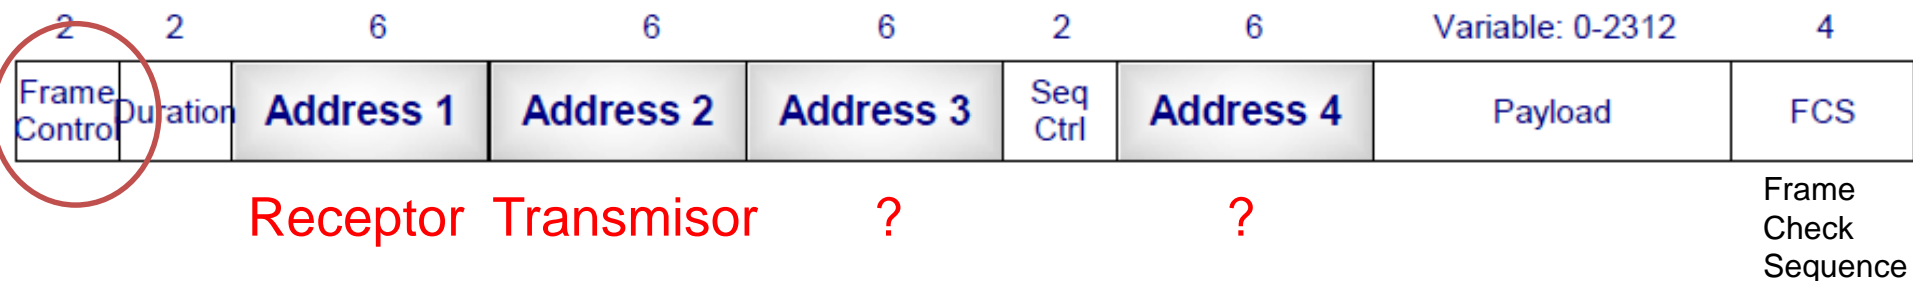 2 2 6 6 6 2 6 Variable: 0-2312 4
Frame Control Duration Address 1 Address 2 Address 3 Seq Ctrl Address 4 Payload FCS
Receptor Transmisor ? ?
Frame
Check
Sequence